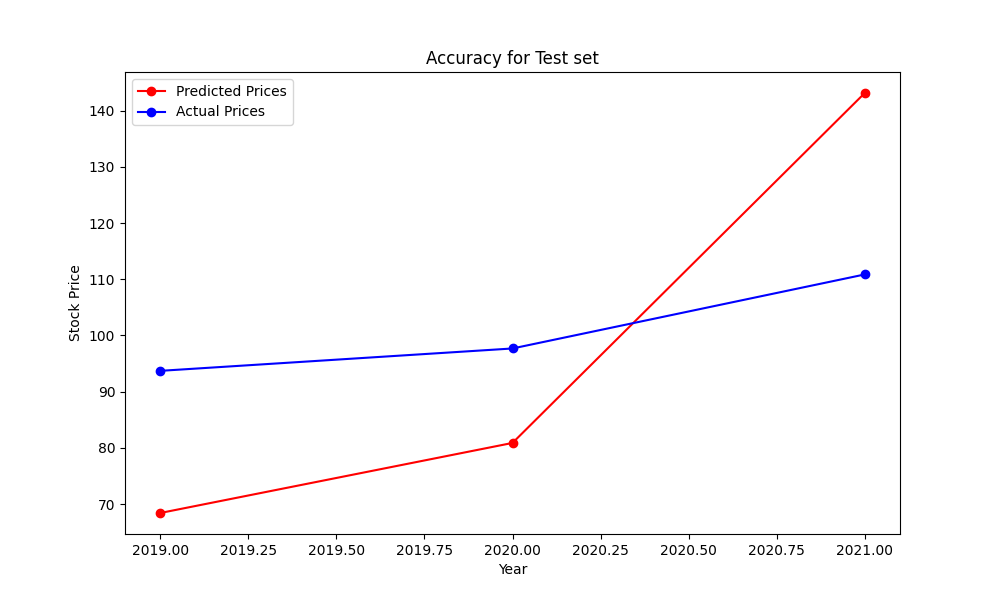 Accuracy for Test set
Predicted Prices
Actual Prices
140
130
120
110
100
90
80
70
Stock Price
2019.00 2019.25 2019.50 2019.75 2020.00 2020.25 2020.50 2020.75 2021.00
Year